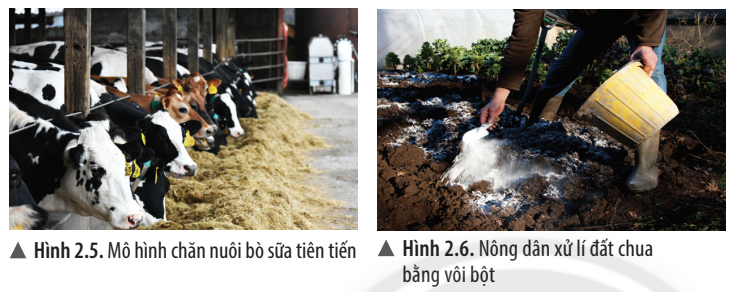 ▲ Hình 2.5. Mô hình chăn nuôi bò sữa tiên tiến
▲ Hình 2.6. Nông dân xử lí đất chua
bằng vôi bột